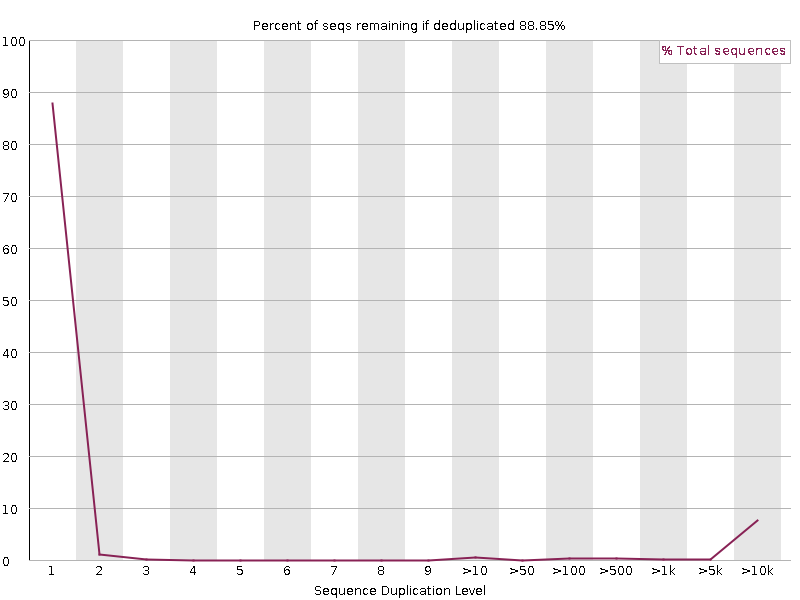 Percent of seqs remaining if deduplicated 88.85%
% Total sequences
100
90
80
70
60
50
40
30
20
10
0
1 2 3 4 5 6 7 8 9 >10 >50 >100 >500 >1k >5k >10k
Sequence Duplication Level